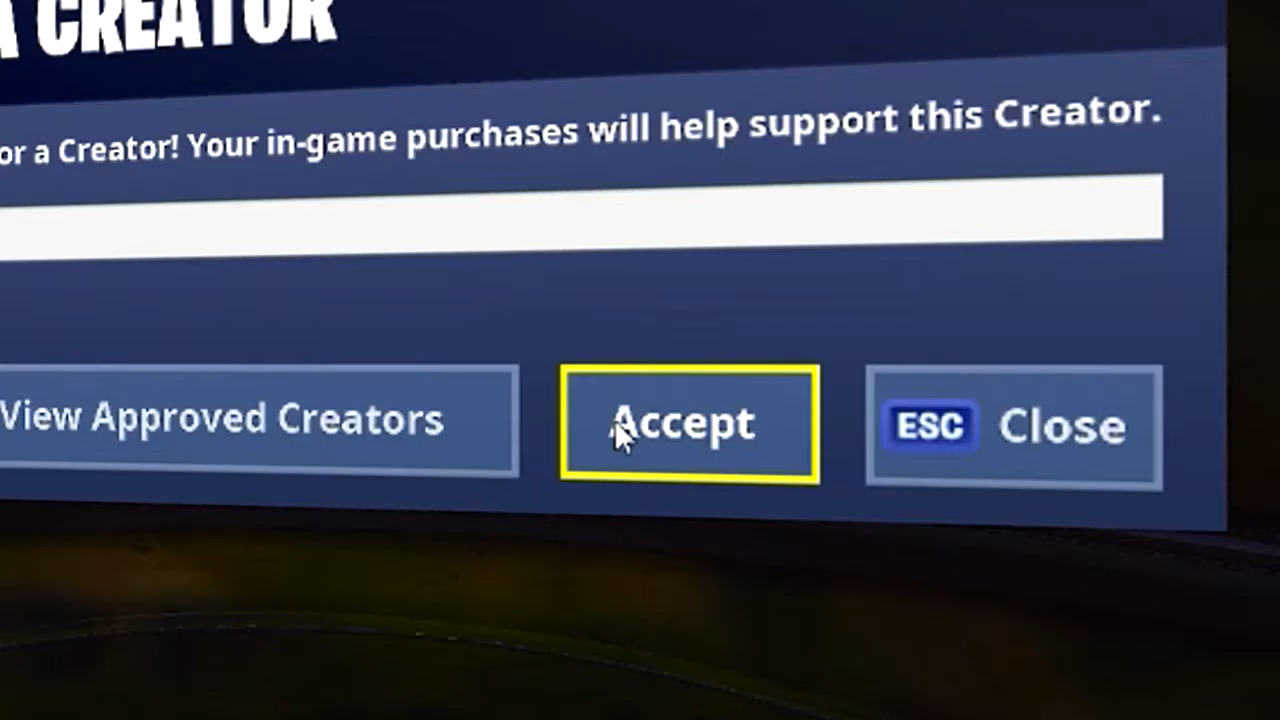 A CREATOR
or a Creator! Your in-game purchases will help support this Creator.
View Approved Creators
Accept
ESC Close